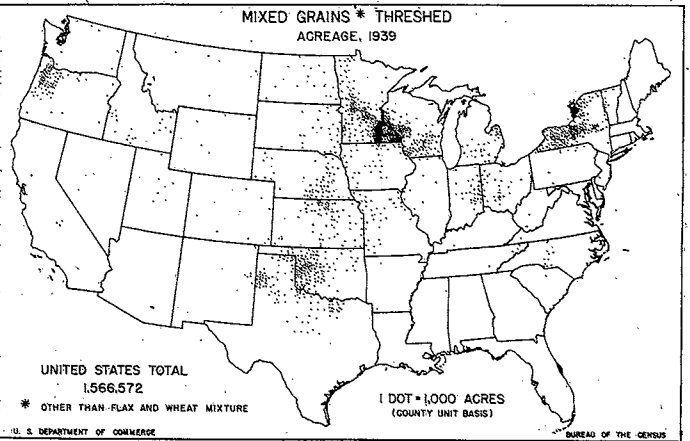 MIXED GRAINS * THRESHED
ACREAGE, 1939
UNITED STATES TOTAL
1,566,572
* OTHER THAN FLAX AND WHEAT MIXTURE
1 DOT = 1,000 ACRES
(COUNTY UNIT BASIS)
U. S. DEPARTMENT OF COMMERCE
BUREAU OF THE CENSUS